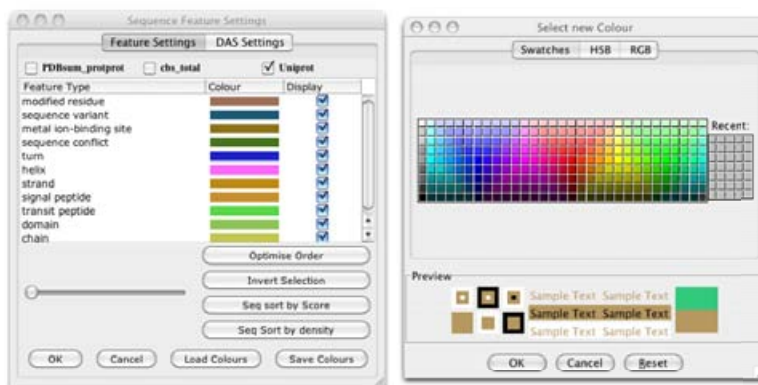 Sequence Feature Settings
Feature Settings DAS Settings
PDBsum_protprot cbs_total Uniprot
Feature Type Colour Display
modified residue
sequence variant
metal ion-binding site
sequence conflict
turn
helix
strand
signal peptide
transit peptide
domain
chain
Optimise Order
Invert Selection
Seq sort by Score
Seq Sort by density
OK Cancel Load Colours Save Colours
Select new Colour
Swatches HSB RGB
Recent:
Preview
Sample Text Sample Text
Sample Text Sample Text
Sample Text Sample Text
OK Cancel Reset